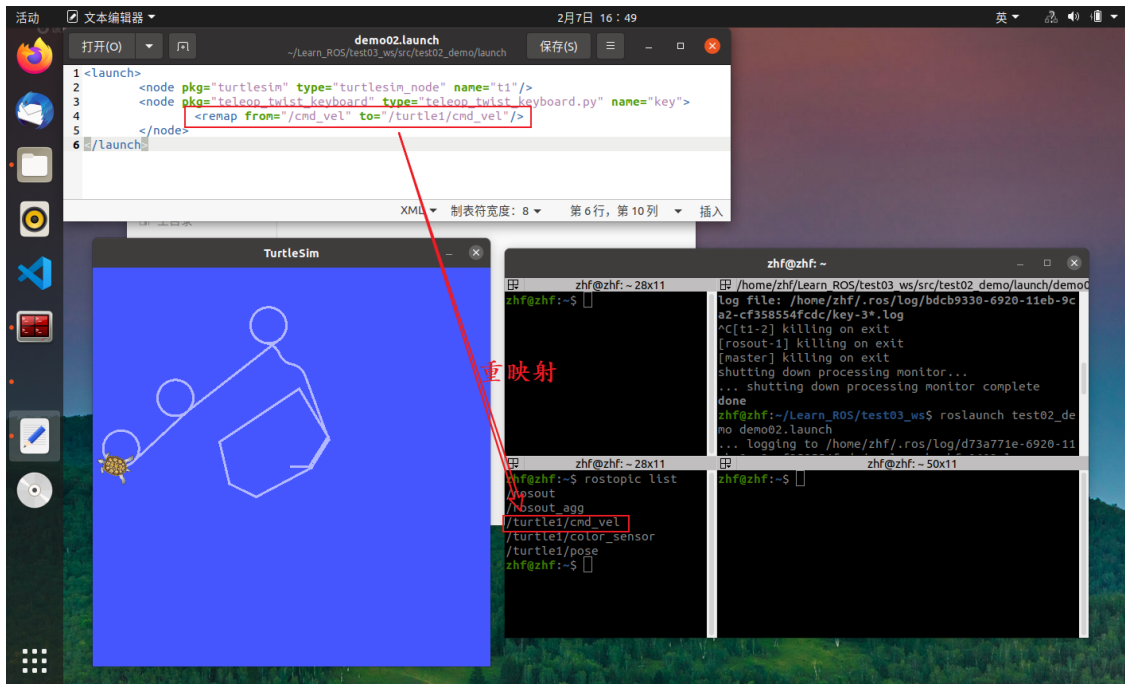 活动
文本编辑器
2月7日 16：49
英
打开(O)
demo02.launch
~/Learn_ROS/test03_ws/src/test02_demo/launch
保存(S)
1 <launch>
2 <node pkg="turtlesim" type="turtlesim_node" name="t1"/>
3 <node pkg="teleop_twist_keyboard" type="teleop_twist_keyboard.py" name="key">
4 <remap from="/cmd_vel" to="/turtle1/cmd_vel"/>
5 </node>
6 </launch>
XML
制表符宽度：8
第 6 行，第 10 列
插入
TurtleSim
重映射
zhf@zhf: ~
zhf@zhf: ~ 28x11
zhf@zhf:~$
/home/zhf/Learn_ROS/test03_ws/src/test02_demo/launch/demo0
log file: /home/zhf/.ros/log/bdcb9330-6920-11eb-9c
a2-cf358554fcdc/key-3*.log
^C[t1-2] killing on exit
[rosout-1] killing on exit
[master] killing on exit
shutting down processing monitor...
... shutting down processing monitor complete
done
zhf@zhf:~/Learn_ROS/test03_ws$ roslaunch test02_de
mo demo02.launch
... logging to /home/zhf/.ros/log/d73a771e-6920-11
zhf@zhf: ~ 28x11
zhf@zhf:~$ rostopic list
/rosout
/rosout_agg
/turtle1/cmd_vel
/turtle1/color_sensor
/turtle1/pose
zhf@zhf:~$
zhf@zhf: ~ 50x11
zhf@zhf:~$